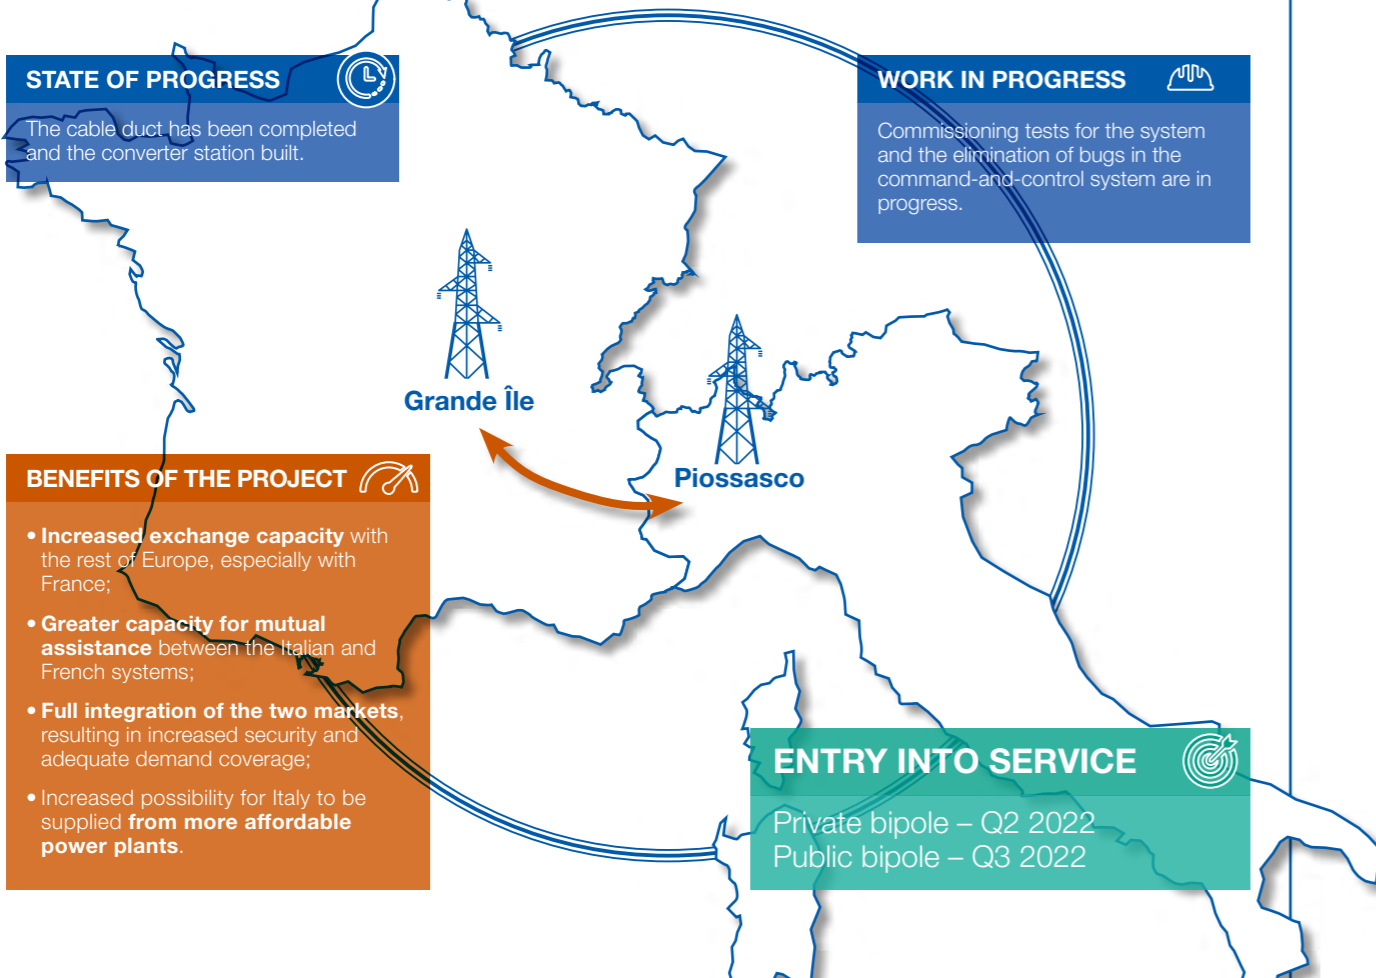 STATE OF PROGRESS
The cable duct has been completed
and the converter station built.
WORK IN PROGRESS
Commissioning tests for the system
and the elimination of bugs in the
command-and-control system are in
progress.
Grande Île
Piossasco
BENEFITS OF THE PROJECT
• Increased exchange capacity with
the rest of Europe, especially with
France;
• Greater capacity for mutual
assistance between the Italian and
French systems;
• Full integration of the two markets,
resulting in increased security and
adequate demand coverage;
• Increased possibility for Italy to be
supplied from more affordable
power plants.
ENTRY INTO SERVICE
Private bipole – Q2 2022
Public bipole – Q3 2022